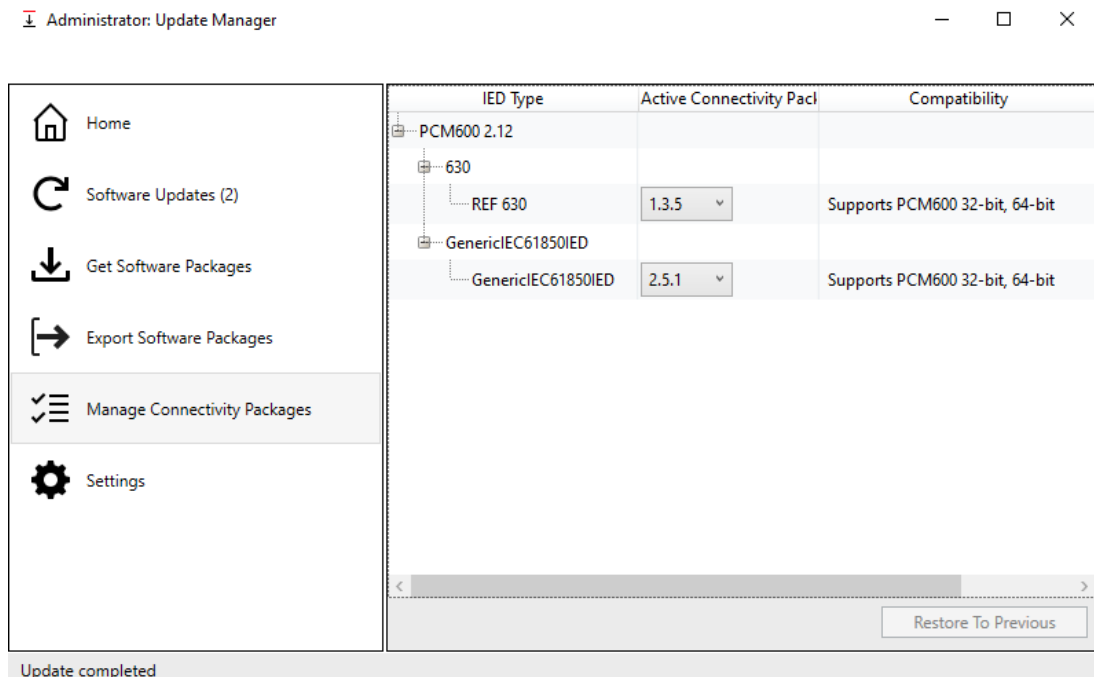 Administrator: Update Manager
Home
Software Updates (2)
Get Software Packages
Export Software Packages
Manage Connectivity Packages
Settings
IED Type Active Connectivity Pack Compatibility
PCM600 2.12
630
REF 630 1.3.5 Supports PCM600 32-bit, 64-bit
GenericIEC61850IED
GenericIEC61850IED 2.5.1 Supports PCM600 32-bit, 64-bit
Restore To Previous
Update completed